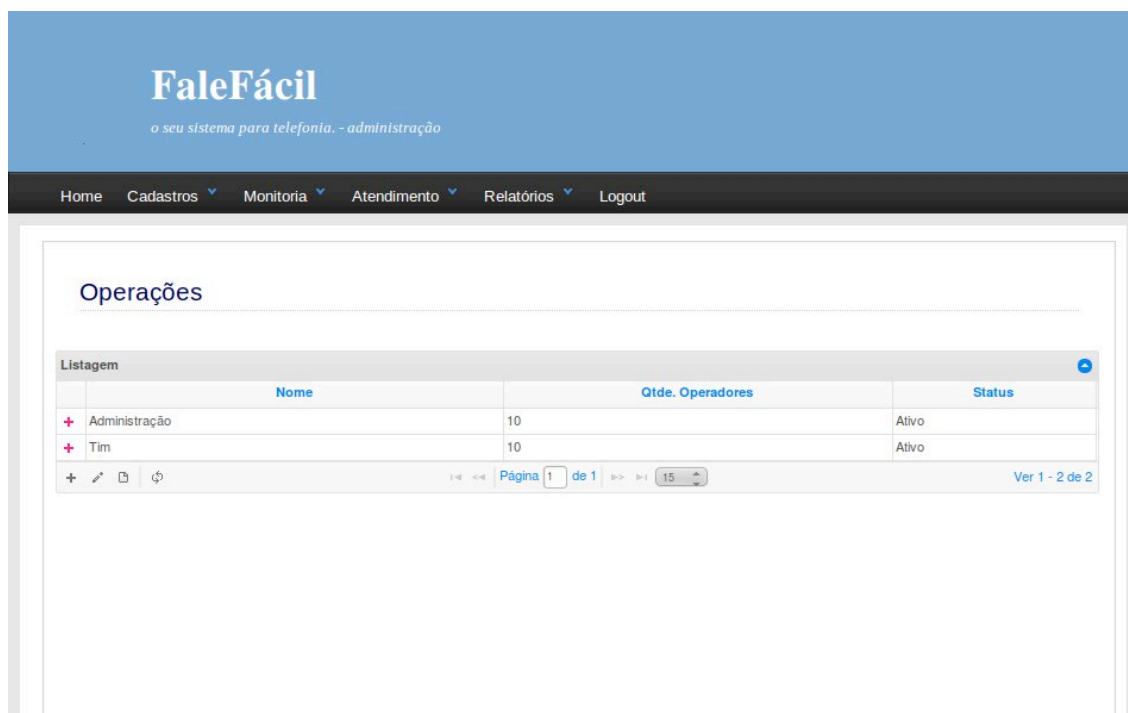 FaleFácil
o seu sistema para telefonia. - administração
Home Cadastros Monitoria Atendimento Relatórios Logout
Operações
Listagem
Nome Qtde. Operadores Status
Administração 10 Ativo
Tim 10 Ativo
Página 1 de 1 15 Ver 1 - 2 de 2